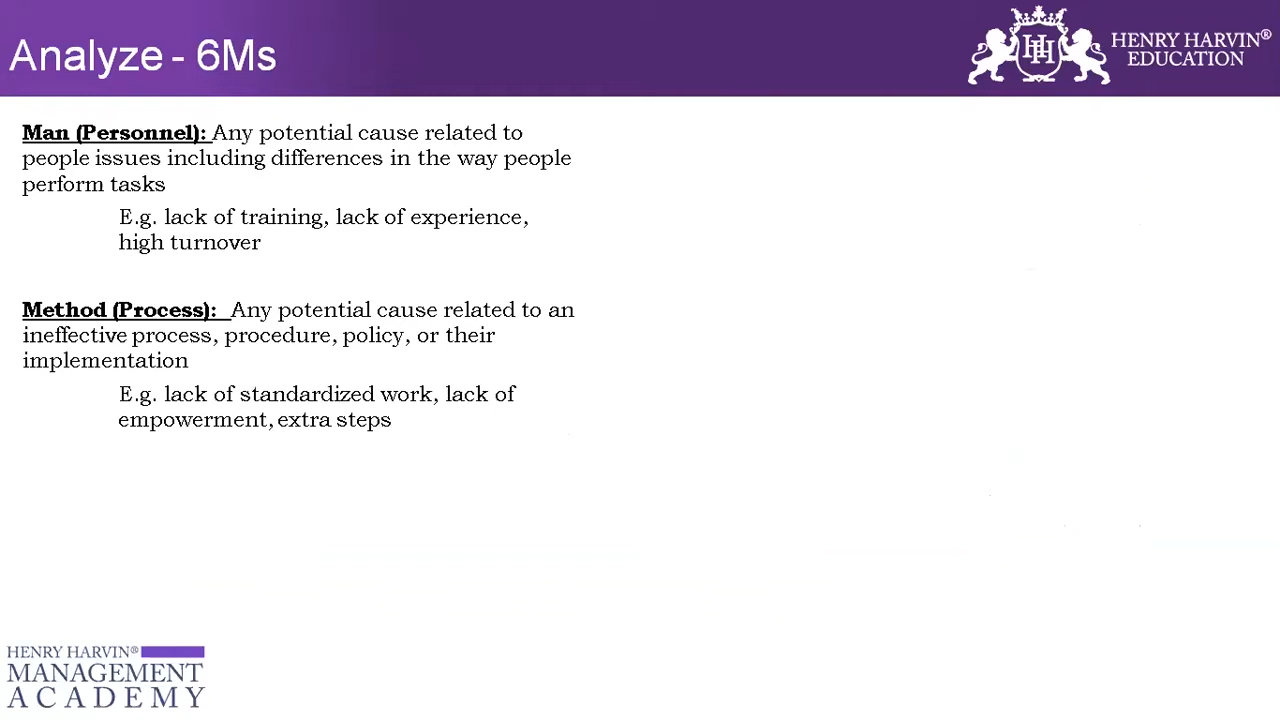 Analyze - 6Ms
HENRY HARVIN®
EDUCATION
Man (Personnel): Any potential cause related to
people issues including differences in the way people
perform tasks
E.g. lack of training, lack of experience,
high turnover
Method (Process): Any potential cause related to an
ineffective process, procedure, policy, or their
implementation
E.g. lack of standardized work, lack of
empowerment, extra steps
HENRY HARVIN®
MANAGEMENT
ACADEMY